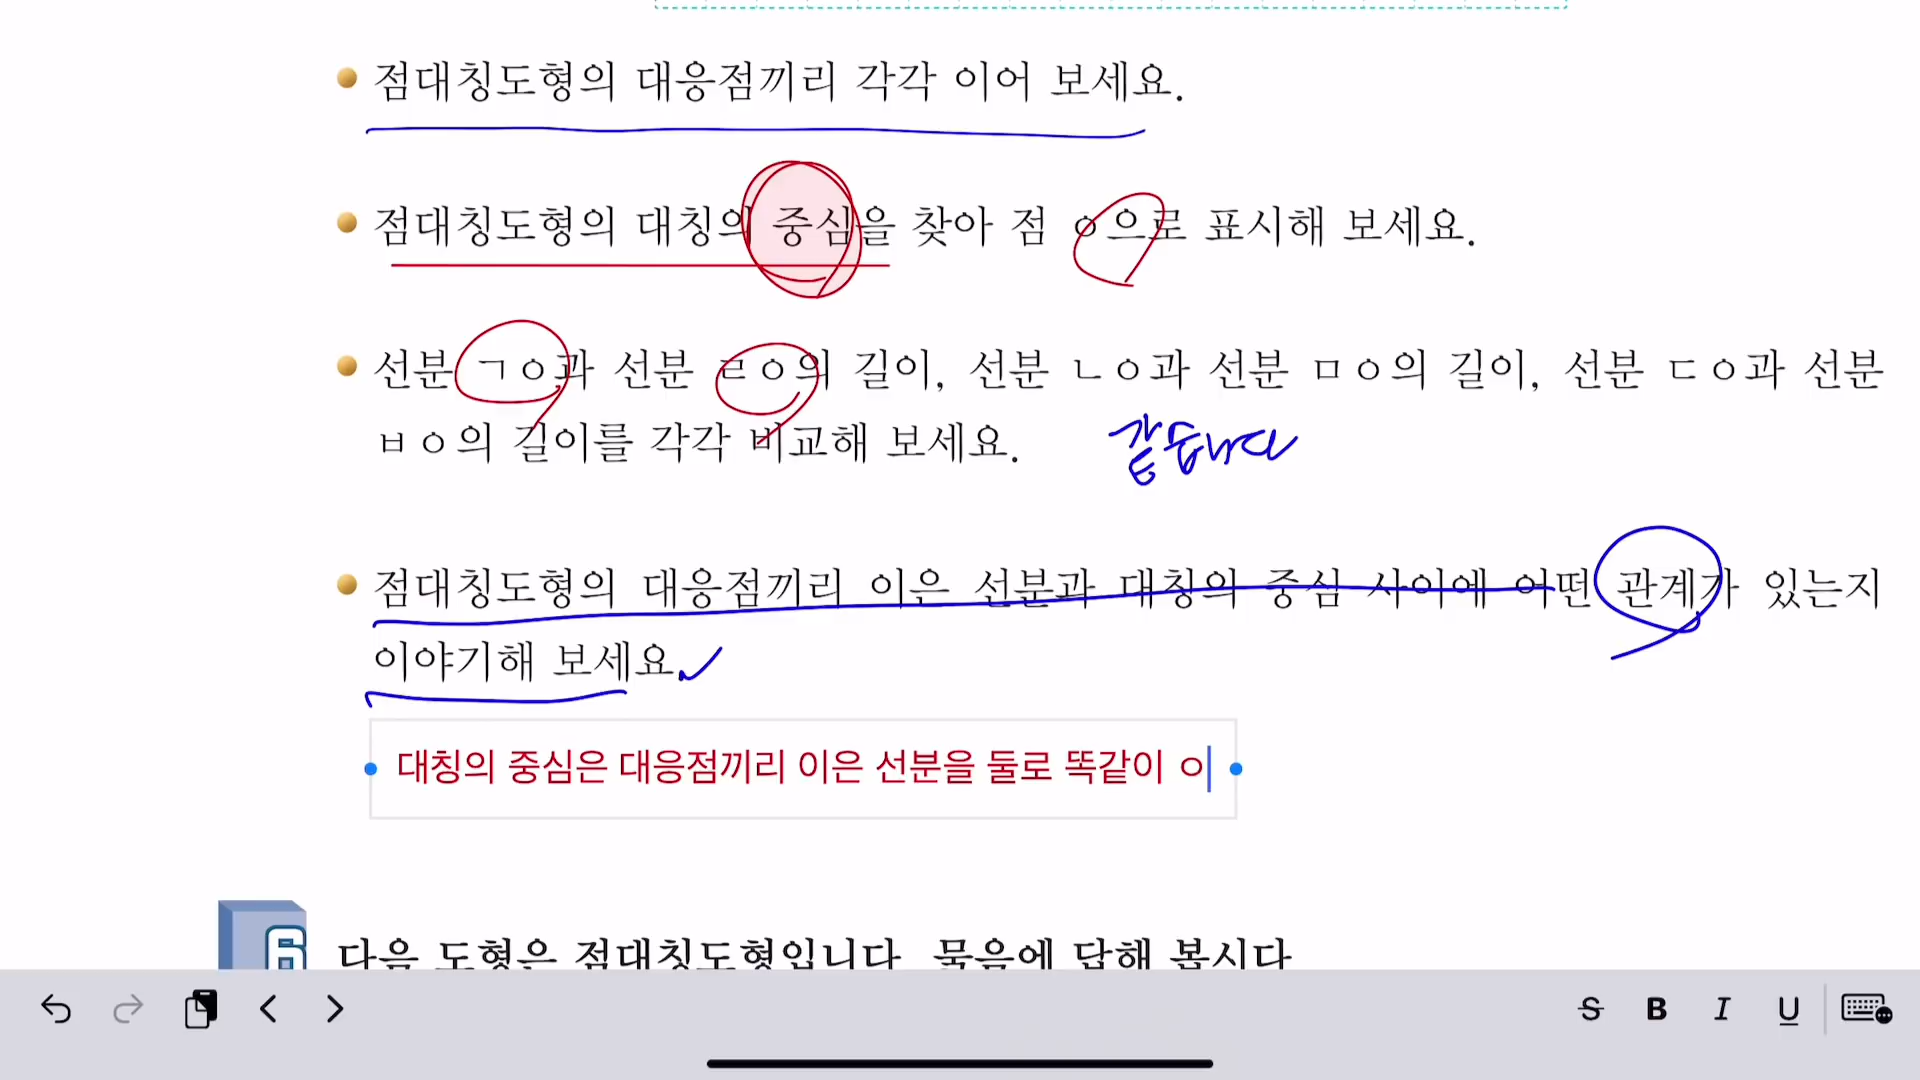 점대칭도형의 대응점끼리 각각 이어 보세요.
점대칭도형의 대칭의 중심을 찾아 점 ㅇ으로 표시해 보세요.
선분 ㄱㅇ과 선분 ㄹㅇ의 길이, 선분 ㄴㅇ과 선분 ㅁㅇ의 길이, 선분 ㄷㅇ과 선분
ㅂㅇ의 길이를 각각 비교해 보세요.
같습니다
점대칭도형의 대응점끼리 이은 선분과 대칭의 중심 사이에 어떤 관계가 있는지
이야기해 보세요.
대칭의 중심은 대응점끼리 이은 선분을 둘로 똑같이 ㅇ
6 다음 도형은 점대칭도형입니다. 물음에 답해 봅시다
S B I U